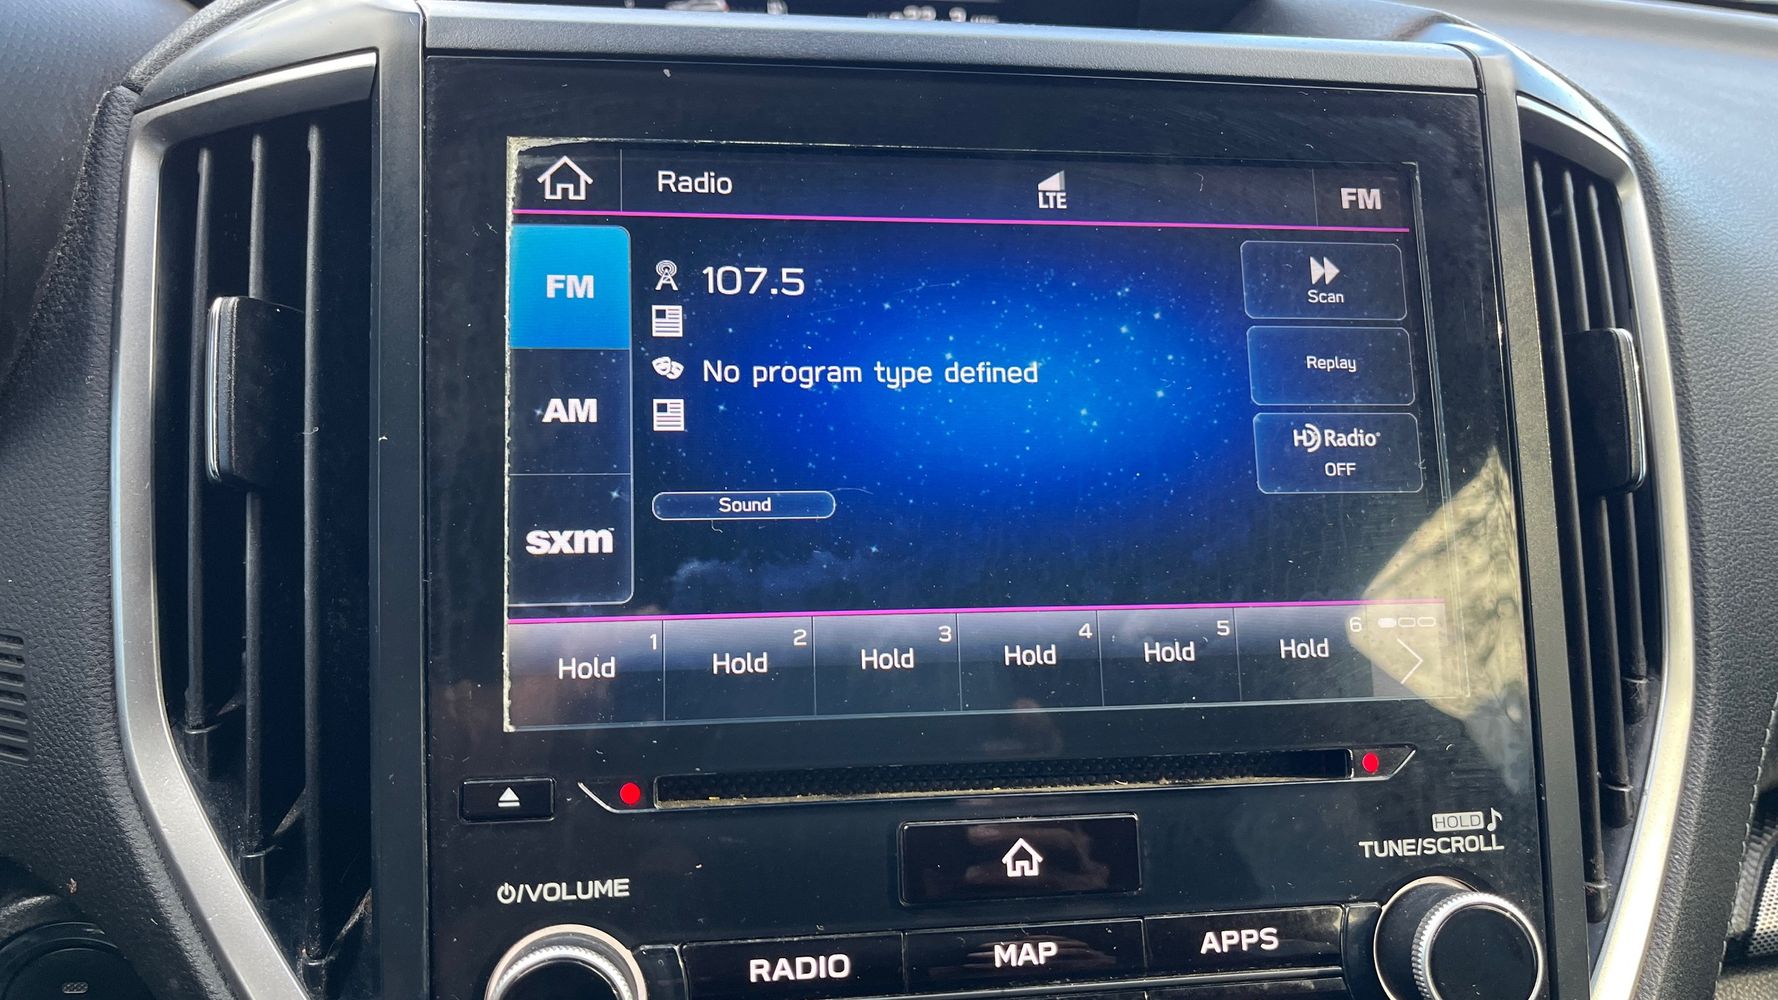 Radio
LTE
FM
FM
107.5
Scan
Replay
No program type defined
AM
HD Radio
OFF
Sound
sxm
1
2
3
4
5
6
Hold
Hold
Hold
Hold
Hold
Hold
HOLD
TUNE/SCROLL
/VOLUME
RADIO
MAP
APPS